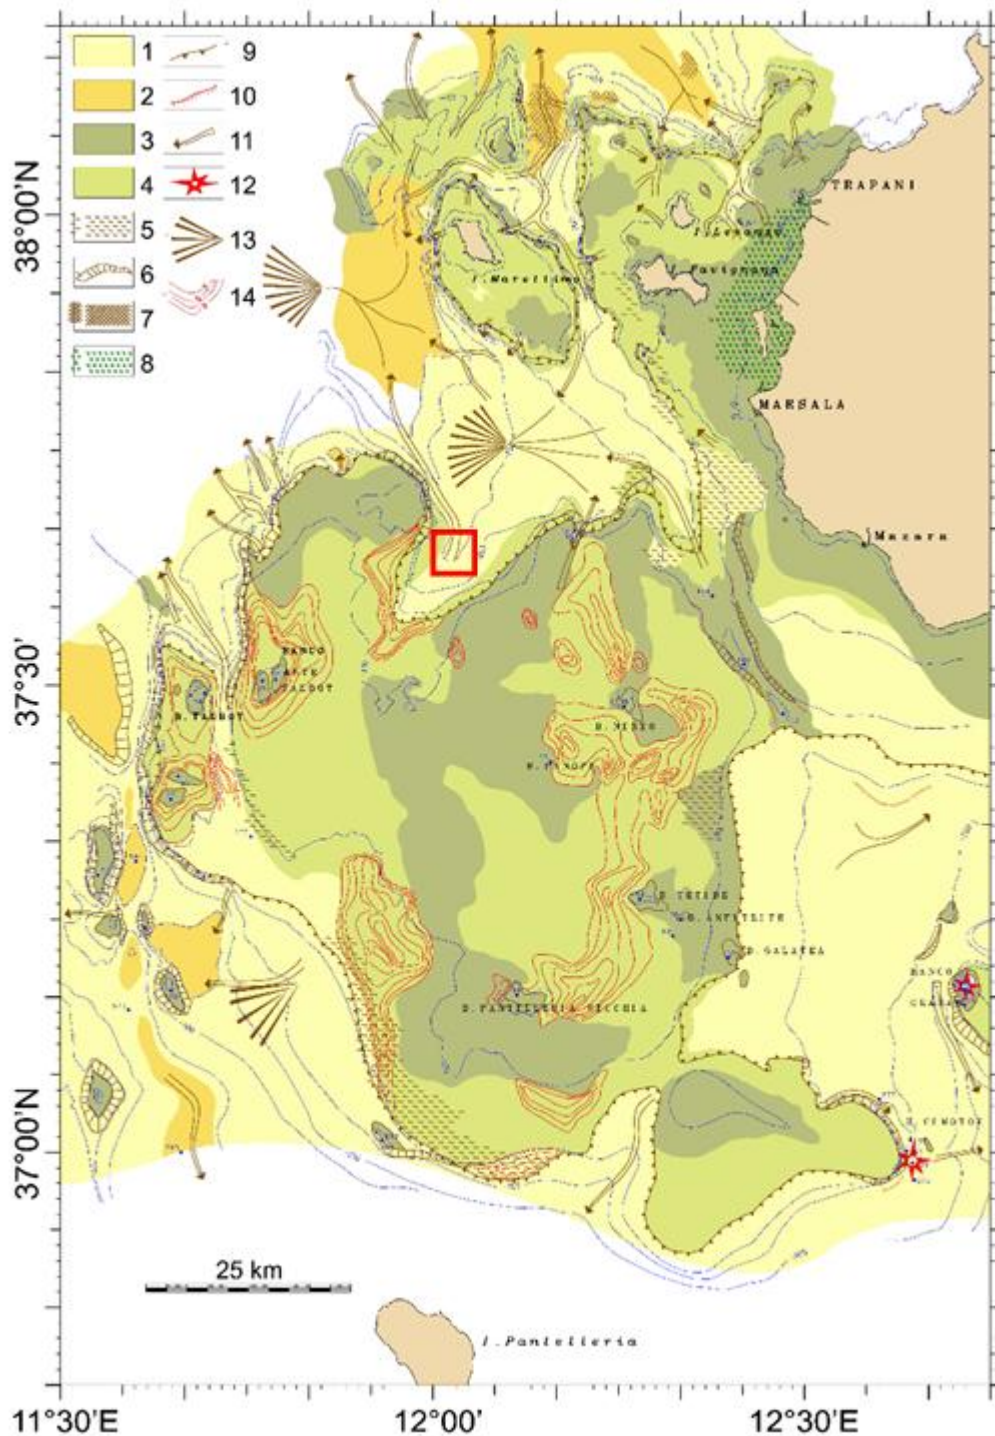 1
2
3
4
5
6
7
8
9
10
11
12
13
14
38°00'N
37°30'
37°00'N
TRAPANI
I.Levanzo
Favignana
I.Marettimo
MARSALA
Mazara
BANCO
TALBOT
B. TALBOT
B. TETIDE
B. ANFITRITE
B. GALATEA
B. PANTELLERIA VECCHIA
BANCO
25 km
I.Pantelleria
11°30'E
12°00'
12°30'E